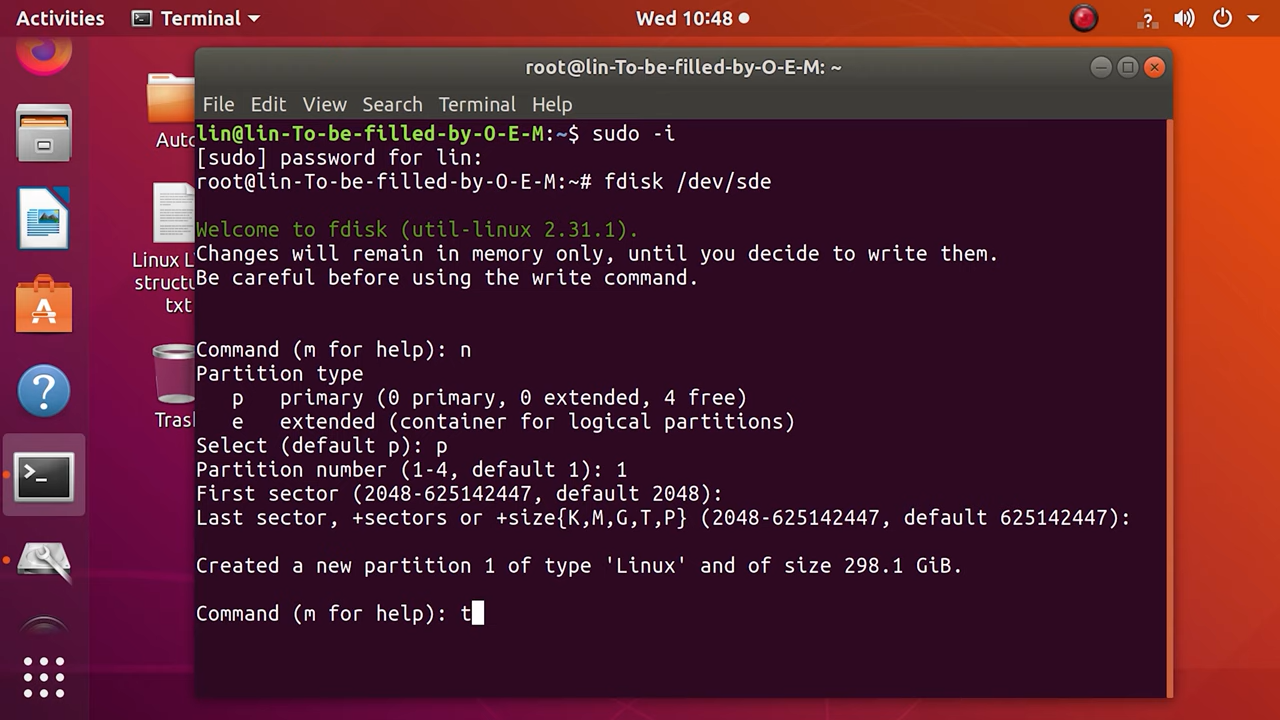 Activities
Terminal
Wed 10:48
root@lin-To-be-filled-by-O-E-M: ~
File Edit View Search Terminal Help
lin@lin-To-be-filled-by-O-E-M:~$ sudo -i
[sudo] password for lin:
root@lin-To-be-filled-by-O-E-M:~# fdisk /dev/sde
Welcome to fdisk (util-linux 2.31.1).
Changes will remain in memory only, until you decide to write them.
Be careful before using the write command.
Command (m for help): n
Partition type
p primary (0 primary, 0 extended, 4 free)
e extended (container for logical partitions)
Select (default p): p
Partition number (1-4, default 1): 1
First sector (2048-625142447, default 2048):
Last sector, +sectors or +size{K,M,G,T,P} (2048-625142447, default 625142447):
Created a new partition 1 of type 'Linux' and of size 298.1 GiB.
Command (m for help): t
Auto
Linux L
structu
txt
Tras